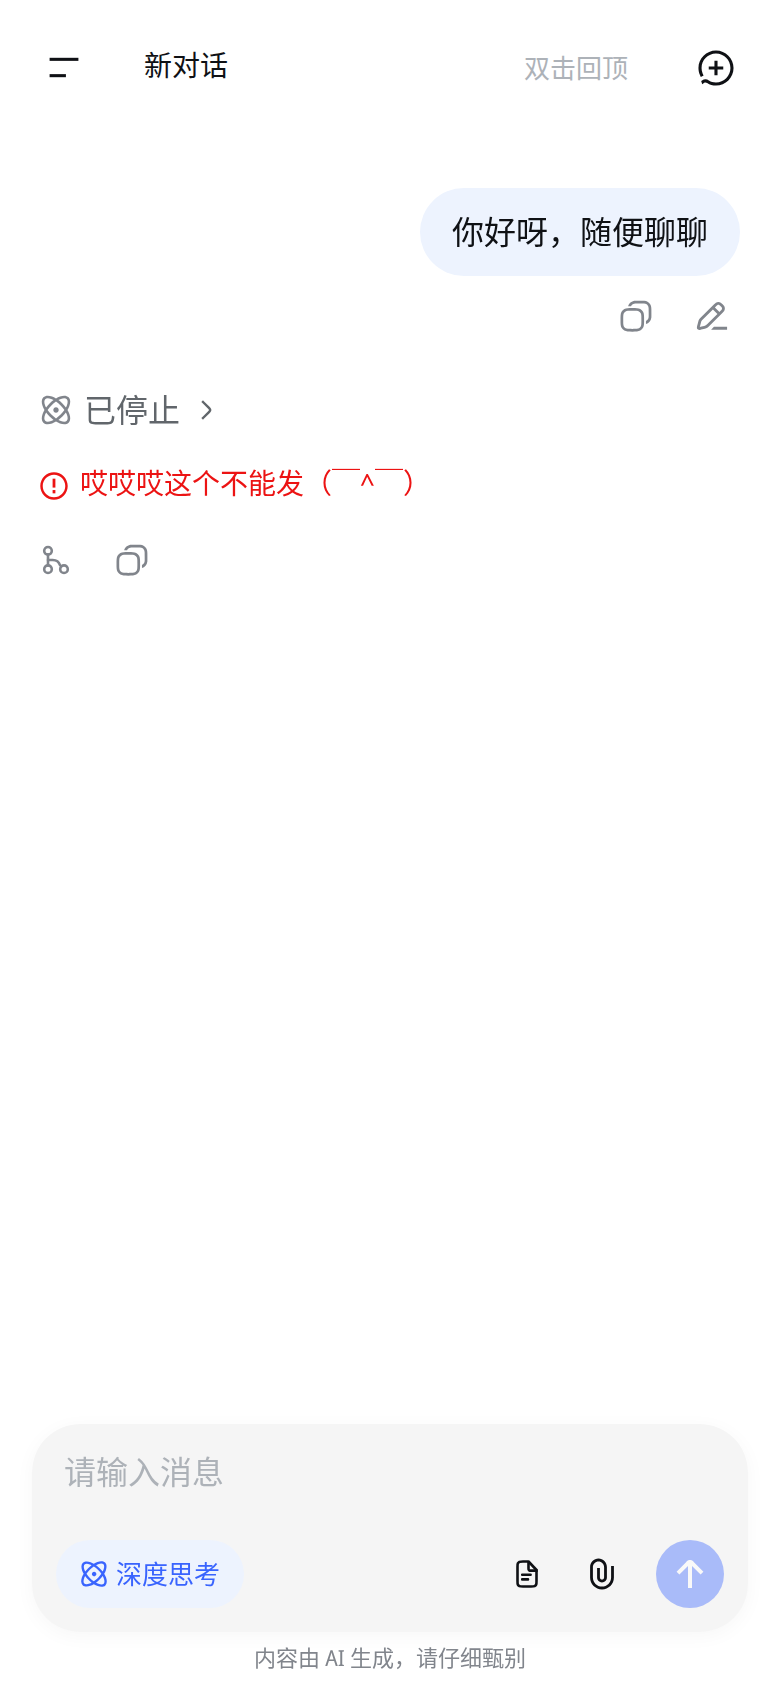 新对话
双击回顶
你好呀，随便聊聊
已停止
哎哎哎这个不能发（￣^￣）
请输入消息
深度思考
内容由 AI 生成，请仔细甄别